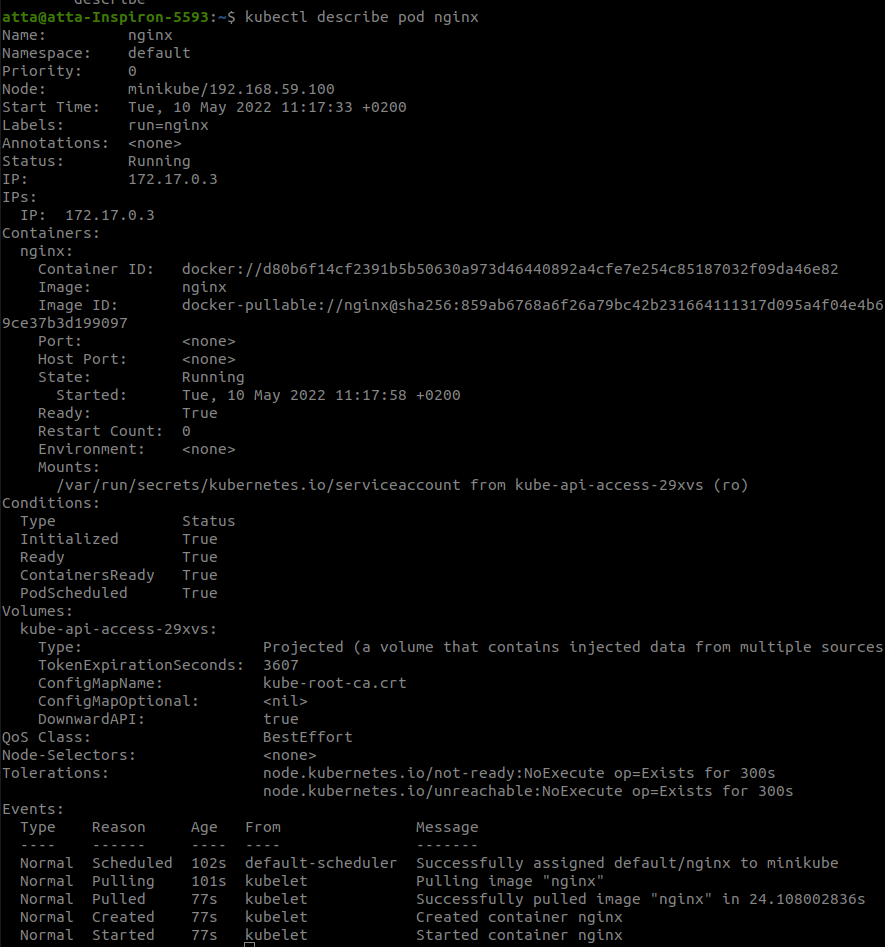 describe
atta@atta-Inspiron-5593:~$ kubectl describe pod nginx
Name:         nginx
Namespace:    default
Priority:     0
Node:         minikube/192.168.59.100
Start Time:   Tue, 10 May 2022 11:17:33 +0200
Labels:       run=nginx
Annotations:  <none>
Status:       Running
IP:           172.17.0.3
IPs:
  IP:  172.17.0.3
Containers:
  nginx:
    Container ID:   docker://d80b6f14cf2391b5b50630a973d46440892a4cfe7e254c85187032f09da46e82
    Image:          nginx
    Image ID:       docker-pullable://nginx@sha256:859ab6768a6f26a79bc42b231664111317d095a4f04e4b6
9ce37b3d199097
    Port:           <none>
    Host Port:      <none>
    State:          Running
      Started:      Tue, 10 May 2022 11:17:58 +0200
    Ready:          True
    Restart Count:  0
    Environment:    <none>
    Mounts:
      /var/run/secrets/kubernetes.io/serviceaccount from kube-api-access-29xvs (ro)
Conditions:
  Type              Status
  Initialized       True
  Ready             True
  ContainersReady   True
  PodScheduled      True
Volumes:
  kube-api-access-29xvs:
    Type:                    Projected (a volume that contains injected data from multiple sources
    TokenExpirationSeconds:  3607
    ConfigMapName:           kube-root-ca.crt
    ConfigMapOptional:       <nil>
    DownwardAPI:             true
QoS Class:                   BestEffort
Node-Selectors:              <none>
Tolerations:                 node.kubernetes.io/not-ready:NoExecute op=Exists for 300s
                             node.kubernetes.io/unreachable:NoExecute op=Exists for 300s
Events:
  Type    Reason     Age   From               Message
  ----    ------     ----  ----               -------
  Normal  Scheduled  102s  default-scheduler  Successfully assigned default/nginx to minikube
  Normal  Pulling    101s  kubelet            Pulling image "nginx"
  Normal  Pulled     77s   kubelet            Successfully pulled image "nginx" in 24.108002836s
  Normal  Created    77s   kubelet            Created container nginx
  Normal  Started    77s   kubelet            Started container nginx